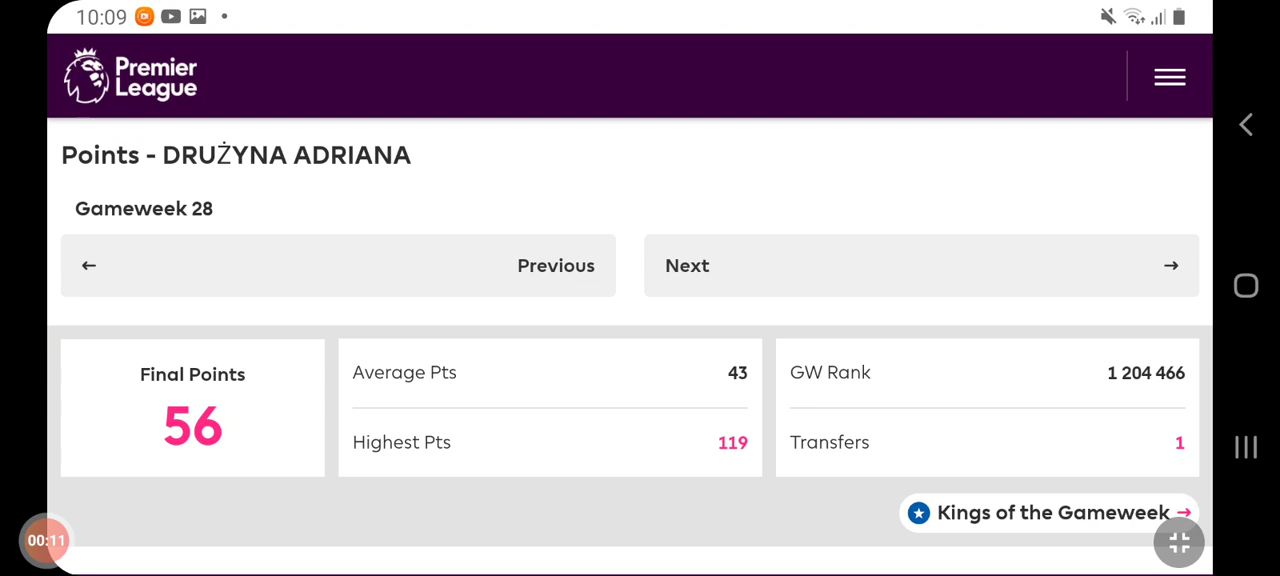 10:09
Premier
League
Points - DRUŻYNA ADRIANA
Gameweek 28
← Previous
Next →
Final Points
56
Average Pts 43
Highest Pts 119
GW Rank 1 204 466
Transfers 1
Kings of the Gameweek →
00:11